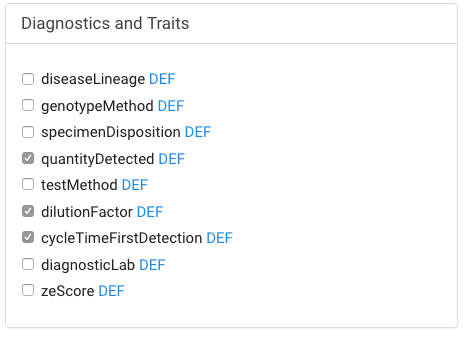 Diagnostics and Traits
diseaseLineage DEF
genotypeMethod DEF
specimenDisposition DEF
quantityDetected DEF
testMethod DEF
dilutionFactor DEF
cycleTimeFirstDetection DEF
diagnosticLab DEF
zeScore DEF